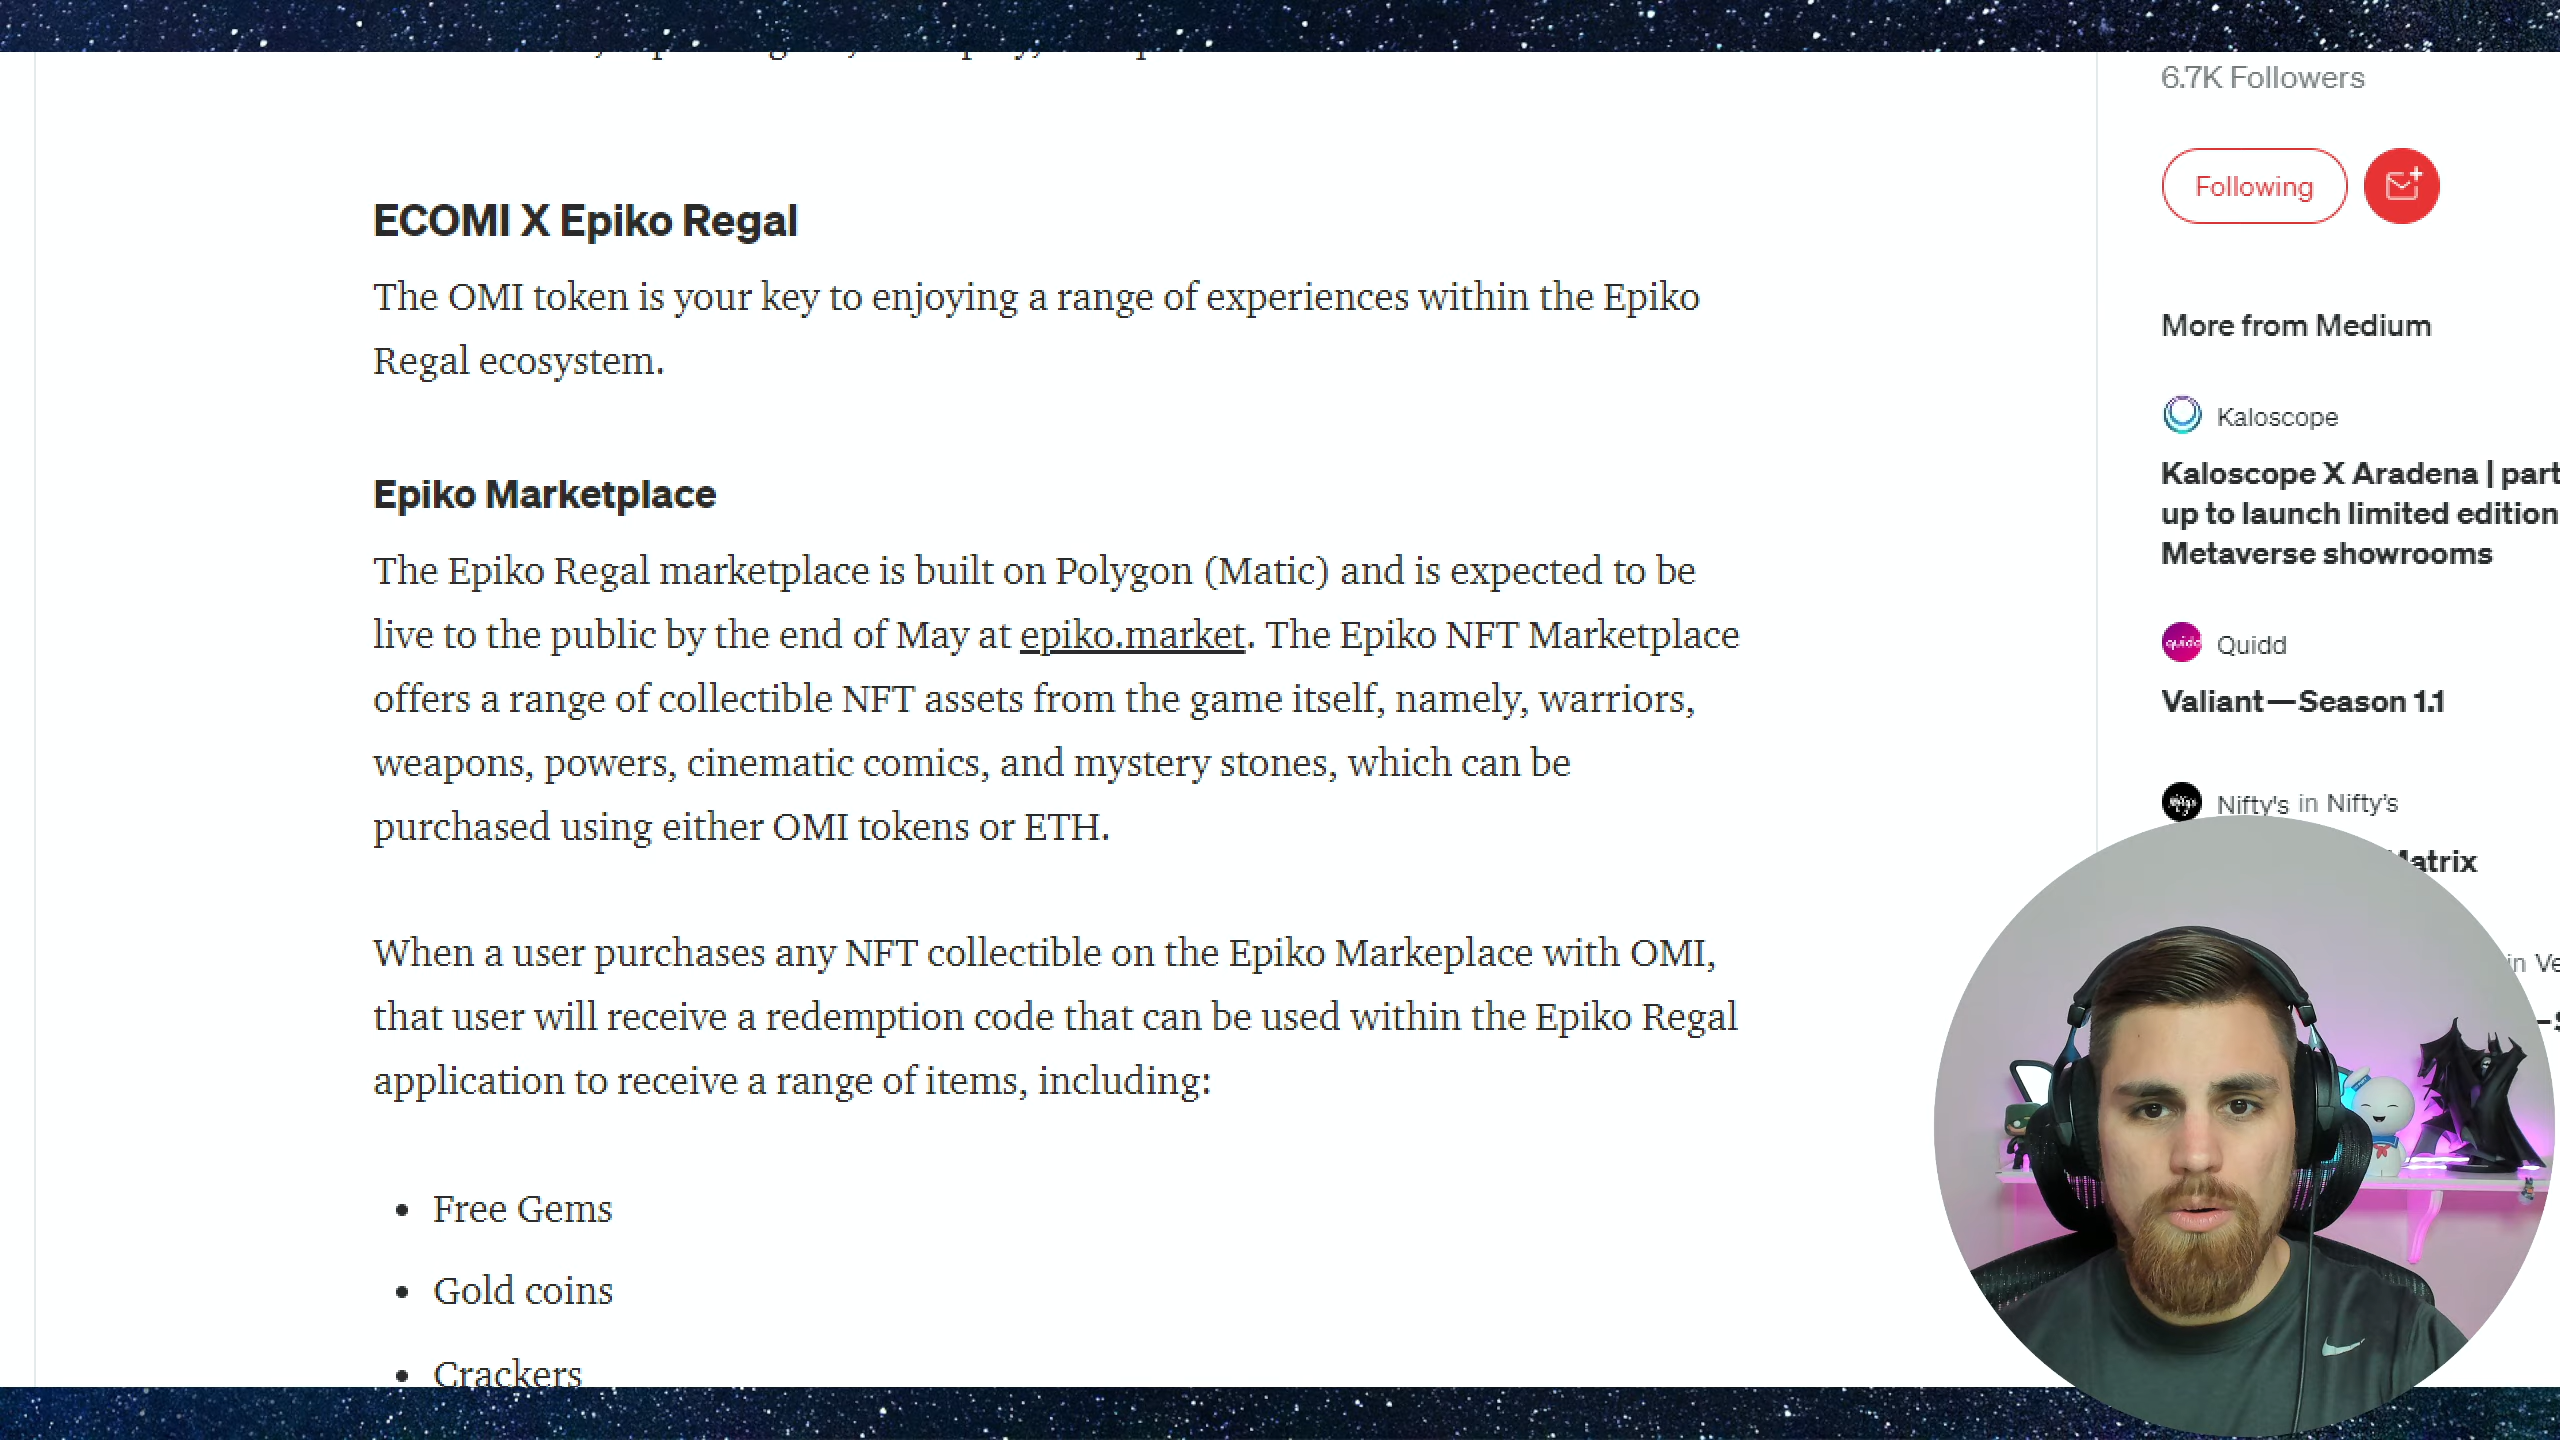 6.7K Followers
Following
ECOMI X Epiko Regal
The OMI token is your key to enjoying a range of experiences within the Epiko
Regal ecosystem.
Epiko Marketplace
The Epiko Regal marketplace is built on Polygon (Matic) and is expected to be
live to the public by the end of May at epiko.market. The Epiko NFT Marketplace
offers a range of collectible NFT assets from the game itself, namely, warriors,
weapons, powers, cinematic comics, and mystery stones, which can be
purchased using either OMI tokens or ETH.
When a user purchases any NFT collectible on the Epiko Markeplace with OMI,
that user will receive a redemption code that can be used within the Epiko Regal
application to receive a range of items, including:
• Free Gems
• Gold coins
• Crackers
More from Medium
Kaloscope
Kaloscope X Aradena | part
up to launch limited edition
Metaverse showrooms
quidd
Quidd
Valiant—Season 1.1
Nifty's in Nifty's
Matrix
in Ve